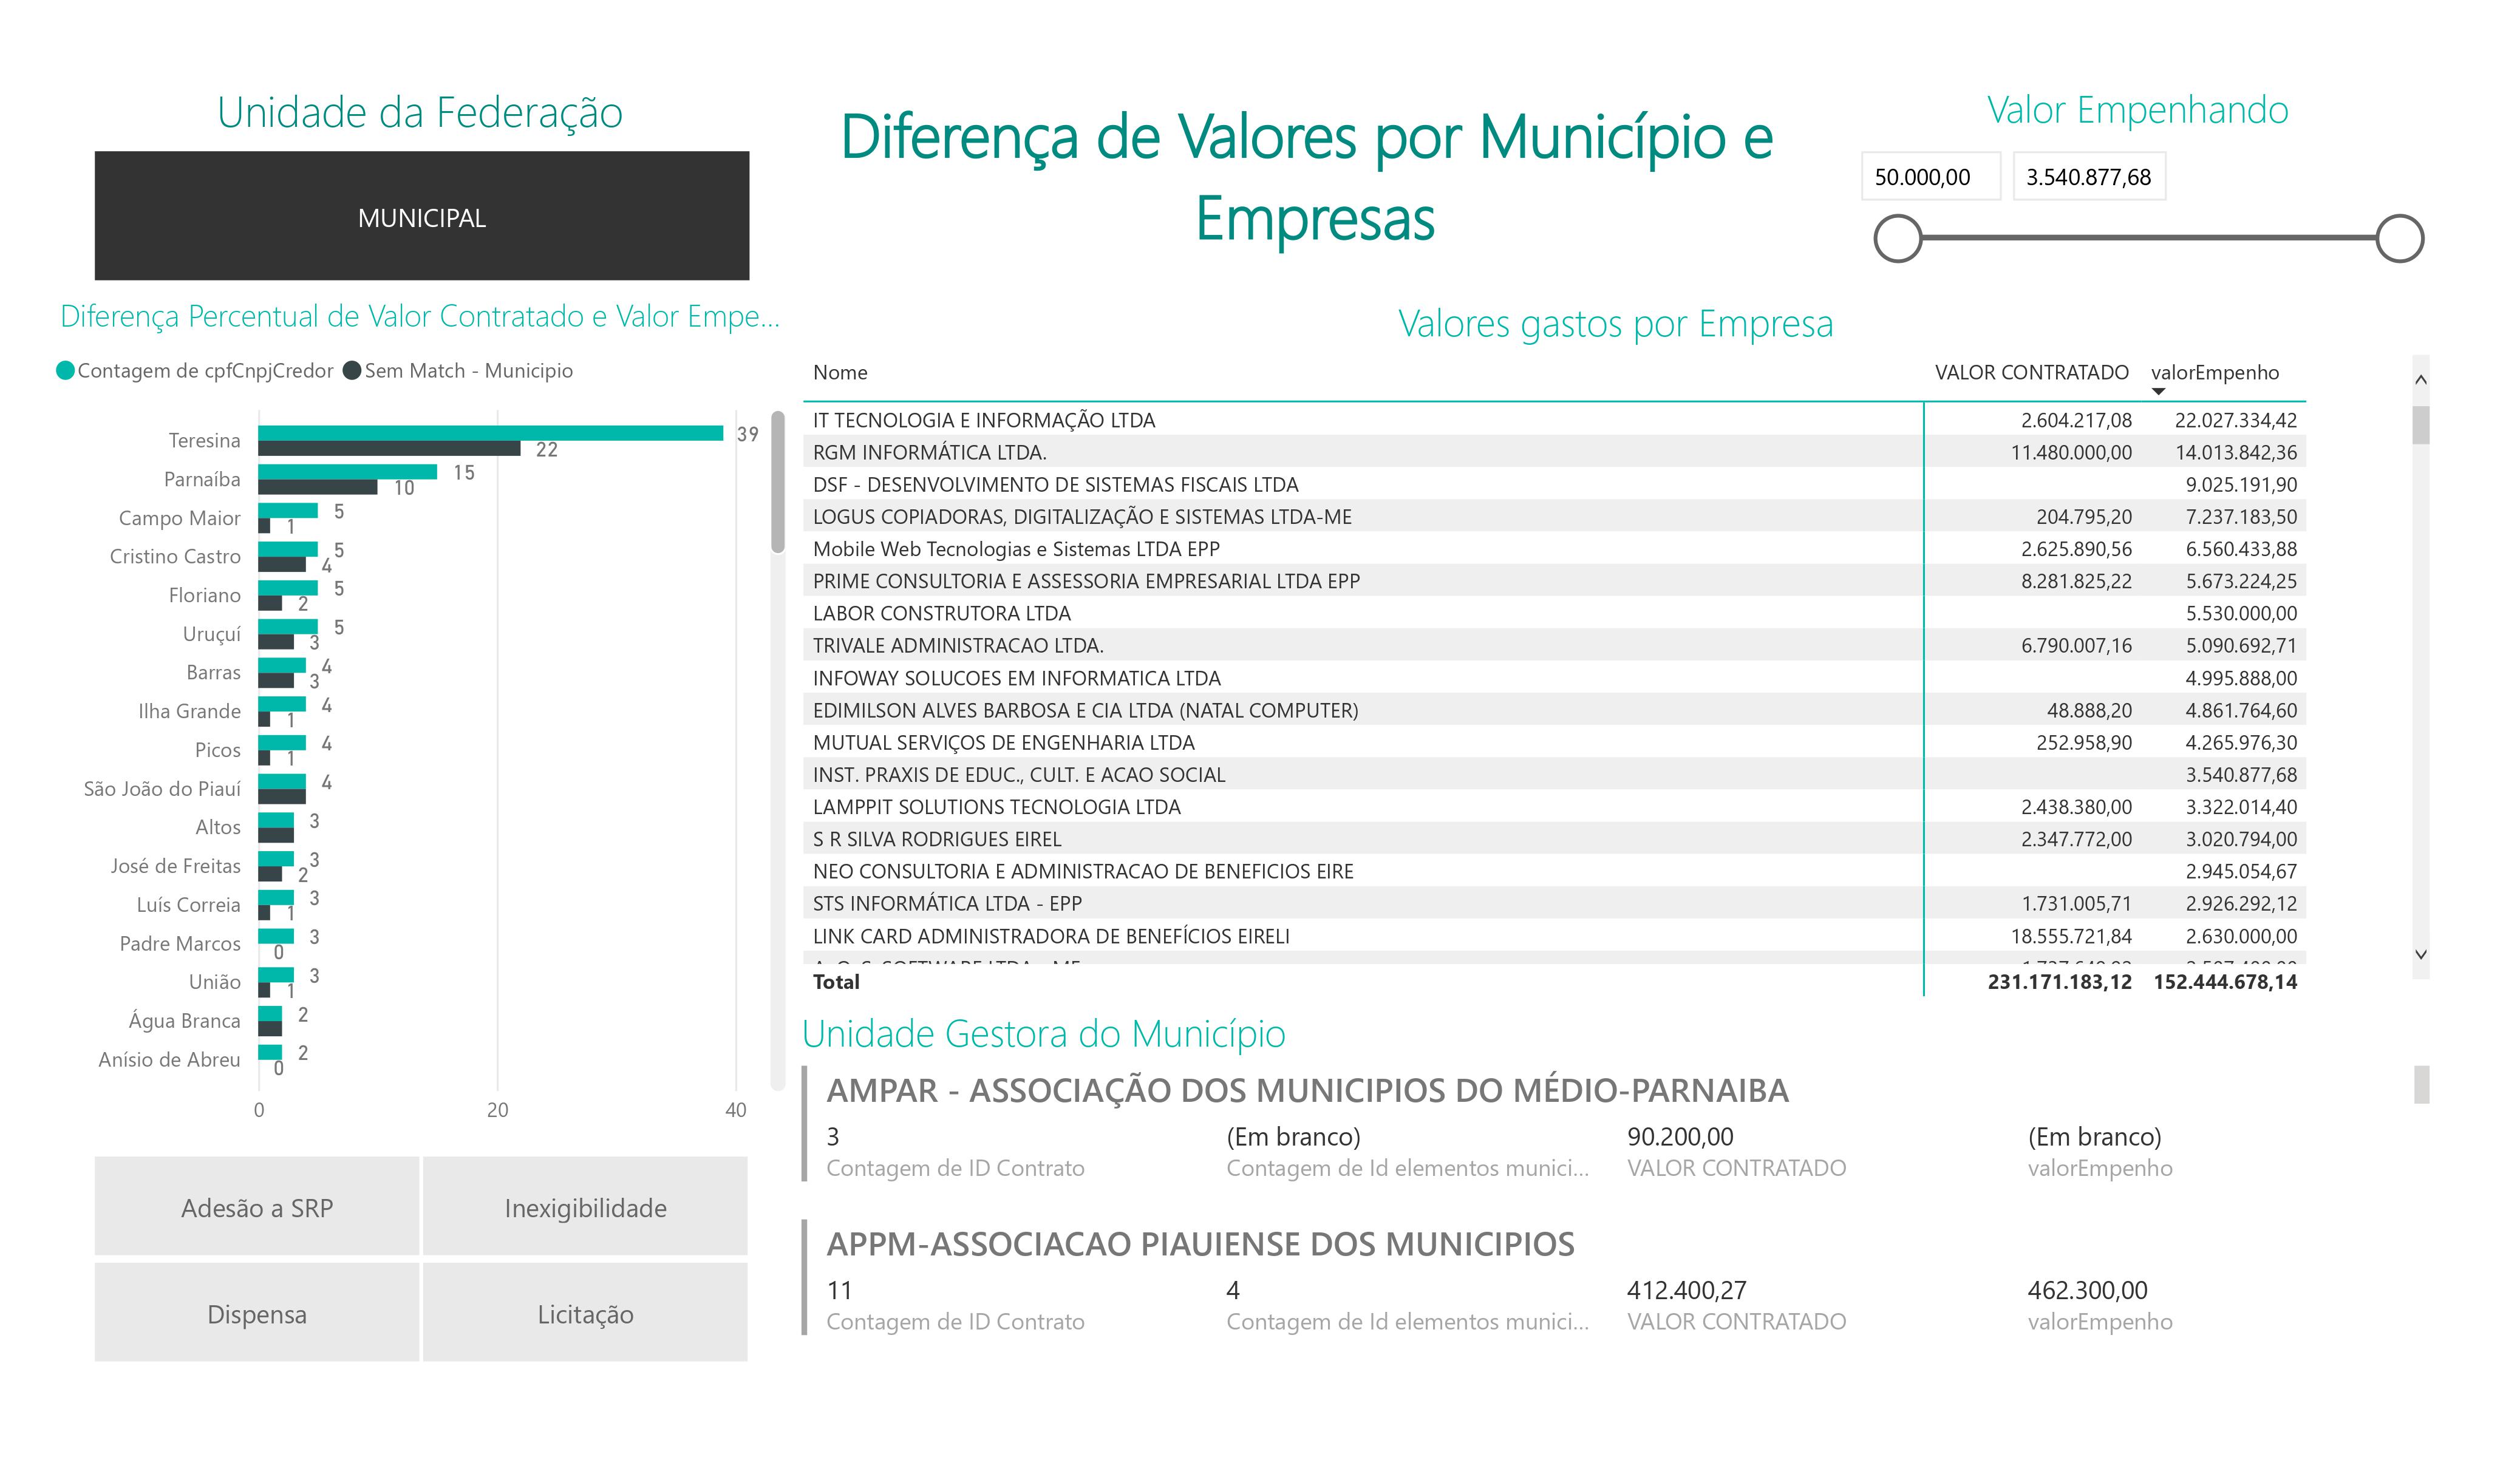 Unidade da Federação
MUNICIPAL
Diferença de Valores por Município e
Empresas
Valor Empenhando
50.000,00 3.540.877,68
Diferença Percentual de Valor Contratado e Valor Empe...
Contagem de cpfCnpjCredor Sem Match - Municipio
Teresina 39 22
Parnaíba 15 10
Campo Maior 5 1
Cristino Castro 5 4
Floriano 5 2
Uruçuí 5 3
Barras 4 3
Ilha Grande 4 1
Picos 4 1
São João do Piauí 4
Altos 3
José de Freitas 3 2
Luís Correia 3 1
Padre Marcos 3 0
União 3 1
Água Branca 2
Anísio de Abreu 2 0
0 20 40
Adesão a SRP Inexigibilidade
Dispensa Licitação
Valores gastos por Empresa
Nome VALOR CONTRATADO valorEmpenho
IT TECNOLOGIA E INFORMAÇÃO LTDA 2.604.217,08 22.027.334,42
RGM INFORMÁTICA LTDA. 11.480.000,00 14.013.842,36
DSF - DESENVOLVIMENTO DE SISTEMAS FISCAIS LTDA 9.025.191,90
LOGUS COPIADORAS, DIGITALIZAÇÃO E SISTEMAS LTDA-ME 204.795,20 7.237.183,50
Mobile Web Tecnologias e Sistemas LTDA EPP 2.625.890,56 6.560.433,88
PRIME CONSULTORIA E ASSESSORIA EMPRESARIAL LTDA EPP 8.281.825,22 5.673.224,25
LABOR CONSTRUTORA LTDA 5.530.000,00
TRIVALE ADMINISTRACAO LTDA. 6.790.007,16 5.090.692,71
INFOWAY SOLUCOES EM INFORMATICA LTDA 4.995.888,00
EDIMILSON ALVES BARBOSA E CIA LTDA (NATAL COMPUTER) 48.888,20 4.861.764,60
MUTUAL SERVIÇOS DE ENGENHARIA LTDA 252.958,90 4.265.976,30
INST. PRAXIS DE EDUC., CULT. E ACAO SOCIAL 3.540.877,68
LAMPPIT SOLUTIONS TECNOLOGIA LTDA 2.438.380,00 3.322.014,40
S R SILVA RODRIGUES EIREL 2.347.772,00 3.020.794,00
NEO CONSULTORIA E ADMINISTRACAO DE BENEFICIOS EIRE 2.945.054,67
STS INFORMÁTICA LTDA - EPP 1.731.005,71 2.926.292,12
LINK CARD ADMINISTRADORA DE BENEFÍCIOS EIRELI 18.555.721,84 2.630.000,00
Total 231.171.183,12 152.444.678,14
Unidade Gestora do Município
AMPAR - ASSOCIAÇÃO DOS MUNICIPIOS DO MÉDIO-PARNAIBA
3 (Em branco) 90.200,00 (Em branco)
Contagem de ID Contrato Contagem de Id elementos munici... VALOR CONTRATADO valorEmpenho
APPM-ASSOCIACAO PIAUIENSE DOS MUNICIPIOS
11 4 412.400,27 462.300,00
Contagem de ID Contrato Contagem de Id elementos munici... VALOR CONTRATADO valorEmpenho